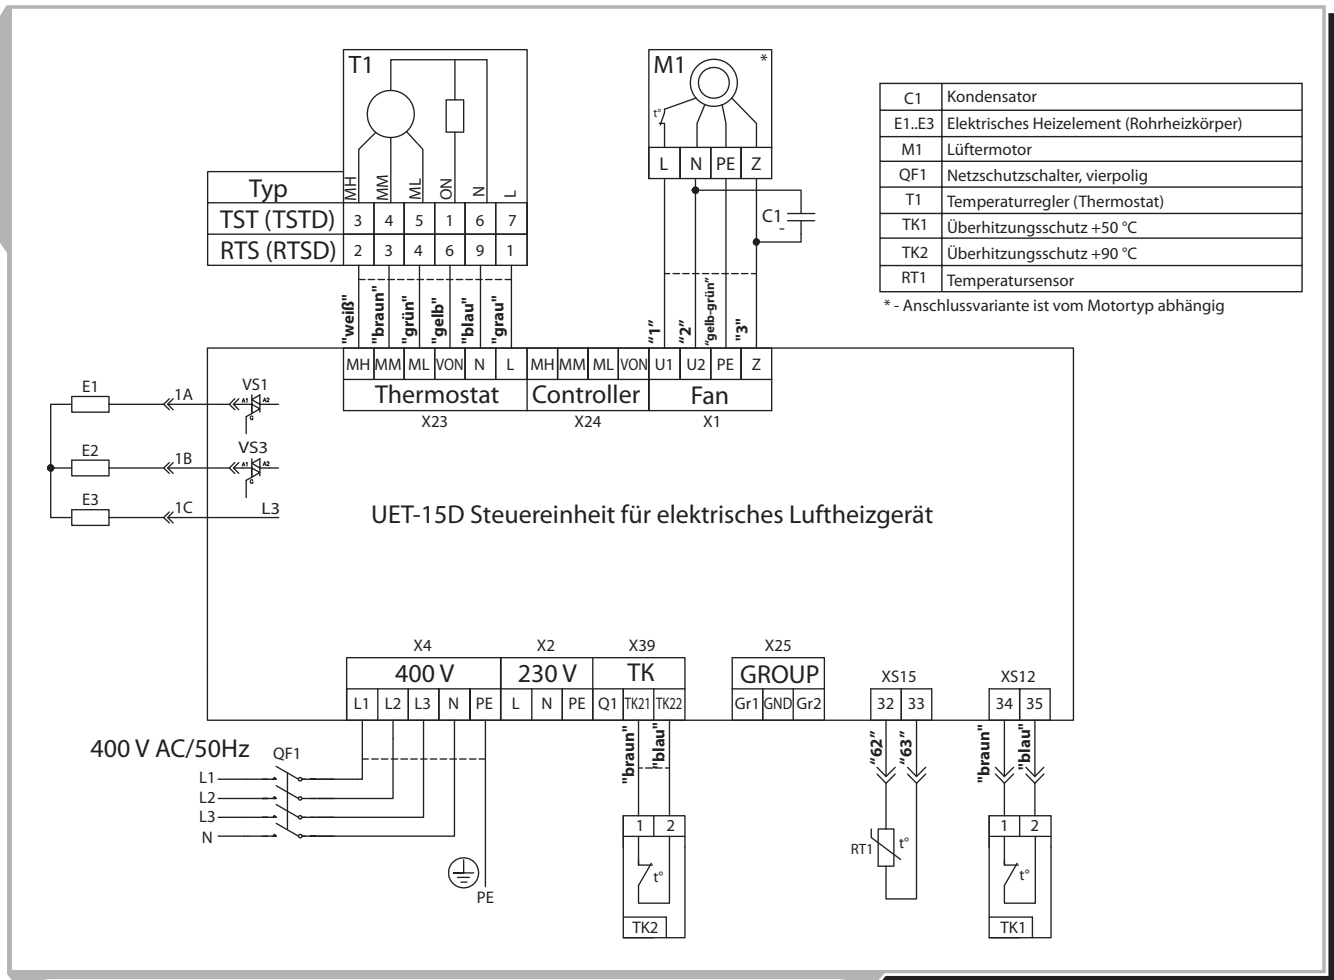 T1
M1 *
t°
L N PE Z
C1
-
C1 Kondensator
E1..E3 Elektrisches Heizelement (Rohrheizkörper)
M1 Lüftermotor
QF1 Netzschutzschalter, vierpolig
T1 Temperaturregler (Thermostat)
TK1 Überhitzungsschutz +50 °C
TK2 Überhitzungsschutz +90 °C
RT1 Temperatursensor
* - Anschlussvariante ist vom Motortyp abhängig
Typ MH MM ML ON N L
TST (TSTD) 3 4 5 1 6 7
RTS (RTSD) 2 3 4 6 9 1
"weiß" "braun" "grün" "gelb" "blau" "grau"
“1” “2” “gelb-grün” “3”
MH MM ML VON N L MH MM ML VON U1 U2 PE Z
Thermostat Controller Fan
X23 X24 X1
E1 1A VS1 A1 A2 G
E2 1B VS3 A1 A2 G
E3 1C L3
UET-15D Steuereinheit für elektrisches Luftheizgerät
X4 X2 X39 X25 XS15 XS12
400 V 230 V TK GROUP
L1 L2 L3 N PE L N PE Q1 TK21 TK22 Gr1 GND Gr2 32 33 34 35
"braun" "blau" “62” “63” "braun" "blau"
400 V AC/50Hz QF1
L1
L2
L3
N
PE
1 2
t°
TK2
RT1 t°
1 2
t°
TK1